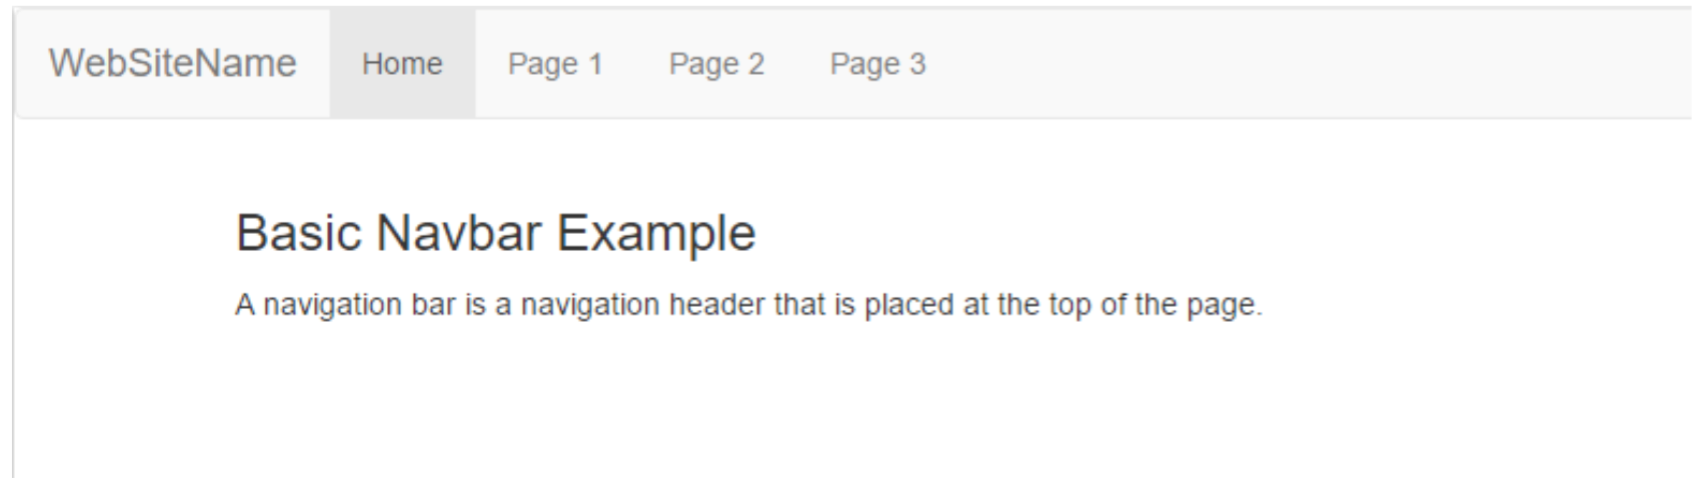 WebSiteName Home Page 1 Page 2 Page 3
Basic Navbar Example
A navigation bar is a navigation header that is placed at the top of the page.